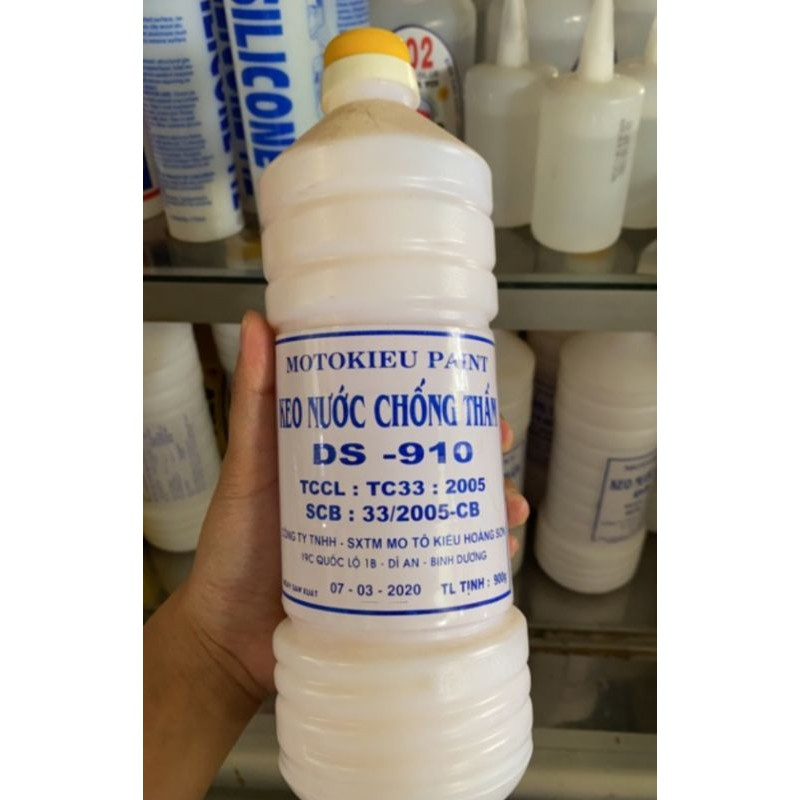 SILICONE
02
MOTOKIEU PAINT
KEO NƯỚC CHỐNG THẤM
DS -910
TCCL : TC33 : 2005
SCB : 33/2005-CB
CÔNG TY TNHH - SXTM MO TÔ KIỀU HOÀNG SƠN
19C QUỐC LỘ 1B - DĨ AN - BÌNH DƯƠNG
07 - 03 - 2020 TL TỊNH : 900g